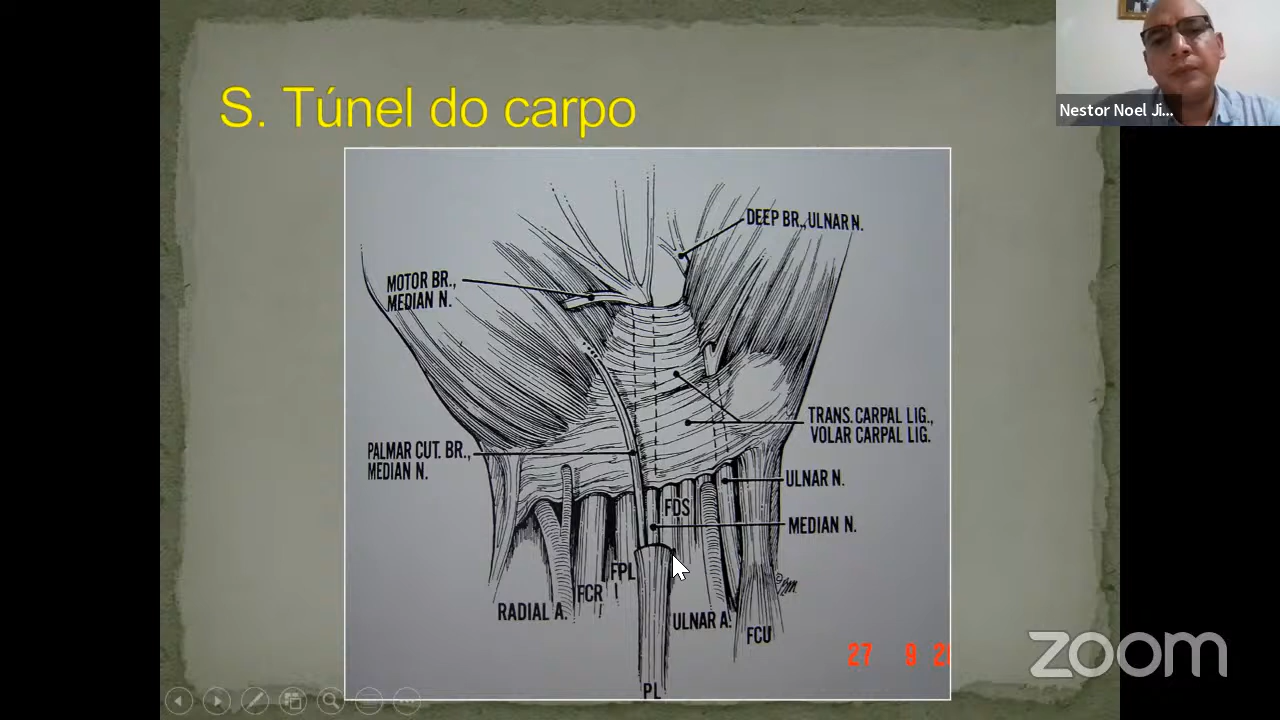 S. Túnel do carpo
Nestor Noel Ji...
DEEP BR., ULNAR N.
MOTOR BR.,
MEDIAN N.
TRANS. CARPAL LIG.,
VOLAR CARPAL LIG.
PALMAR CUT. BR.,
MEDIAN N.
ULNAR N.
FDS
MEDIAN N.
FPL
FCR
RADIAL A.
ULNAR A.
FCU
PL
27 9 2
zoom